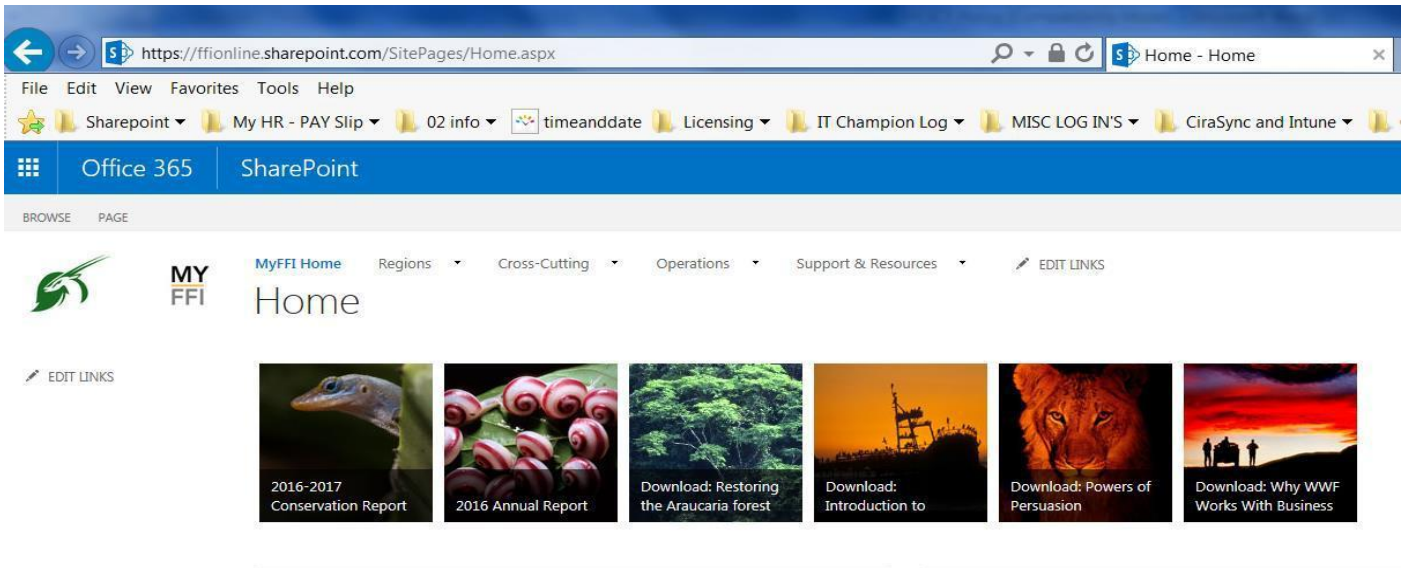 https://ffionline.sharepoint.com/SitePages/Home.aspx
Home - Home
File Edit View Favorites Tools Help
Sharepoint My HR - PAY Slip 02 info timeanddate Licensing IT Champion Log MISC LOG IN'S CiraSync and Intune
Office 365 SharePoint
BROWSE PAGE
MY
FFI
MyFFI Home Regions Cross-Cutting Operations Support & Resources EDIT LINKS
Home
EDIT LINKS
2016-2017
Conservation Report
2016 Annual Report
Download: Restoring
the Araucaria forest
Download:
Introduction to
Download: Powers of
Persuasion
Download: Why WWF
Works With Business